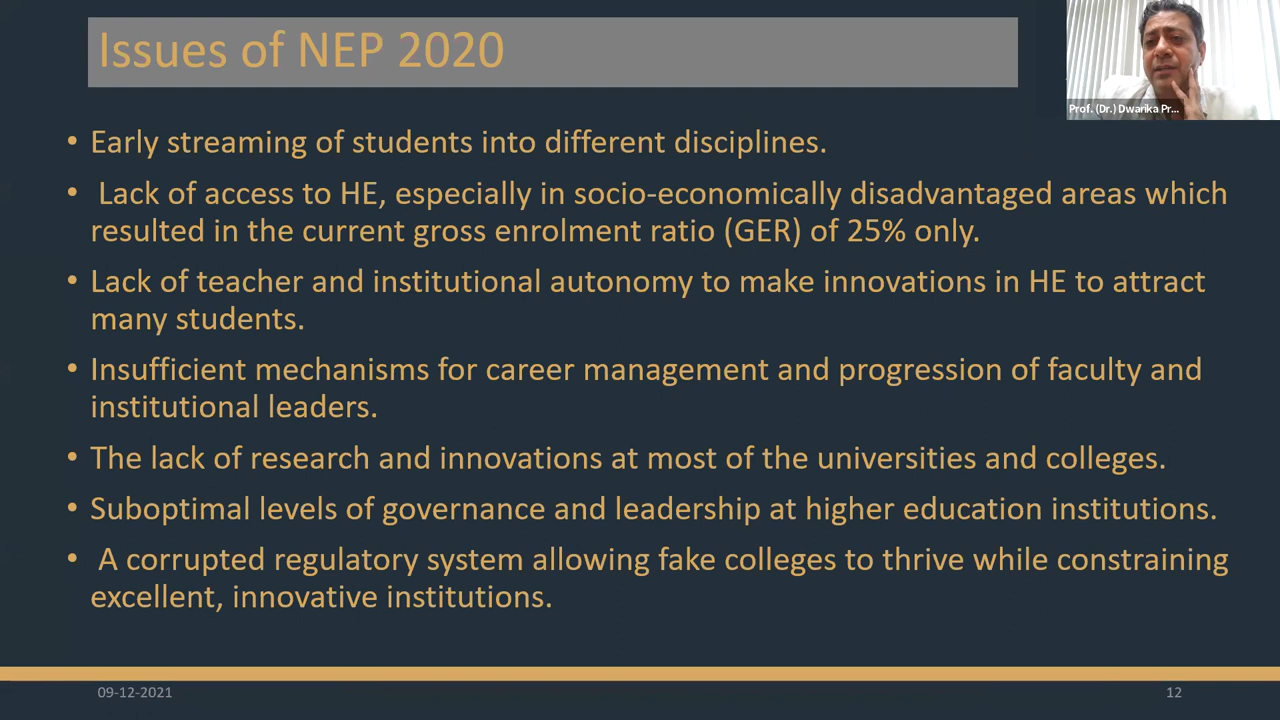 Issues of NEP 2020
Prof. (Dr.) Dwarika Pr...
• Early streaming of students into different disciplines.
• Lack of access to HE, especially in socio-economically disadvantaged areas which
resulted in the current gross enrolment ratio (GER) of 25% only.
• Lack of teacher and institutional autonomy to make innovations in HE to attract
many students.
• Insufficient mechanisms for career management and progression of faculty and
institutional leaders.
• The lack of research and innovations at most of the universities and colleges.
• Suboptimal levels of governance and leadership at higher education institutions.
• A corrupted regulatory system allowing fake colleges to thrive while constraining
excellent, innovative institutions.
09-12-2021
12